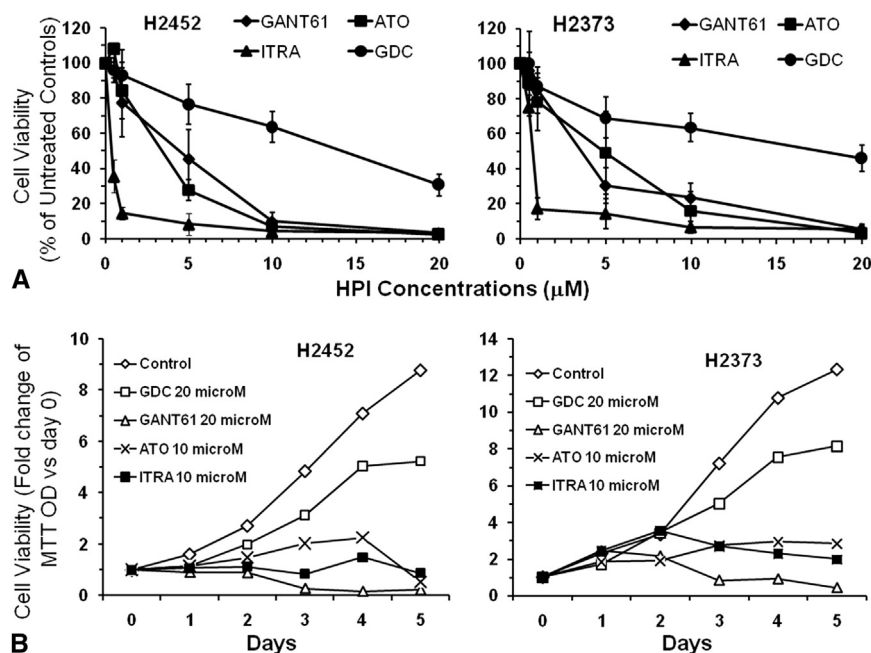 H2452
GANT61
ATO
ITRA
GDC
H2373
GANT61
ATO
ITRA
GDC
Cell Viability
(% of Untreated Controls)
120
100
80
60
40
20
0
0 5 10 15 20
120
100
80
60
40
20
0
0 5 10 15 20
A
HPI Concentrations (μM)
H2452
Control
GDC 20 microM
GANT61 20 microM
ATO 10 microM
ITRA 10 microM
H2373
Control
GDC 20 microM
GANT61 20 microM
ATO 10 microM
ITRA 10 microM
Cell Viability (Fold change of
MTT OD vs day 0)
10
8
6
4
2
0
0 1 2 3 4 5
Days
14
12
10
8
6
4
2
0
0 1 2 3 4 5
Days
B